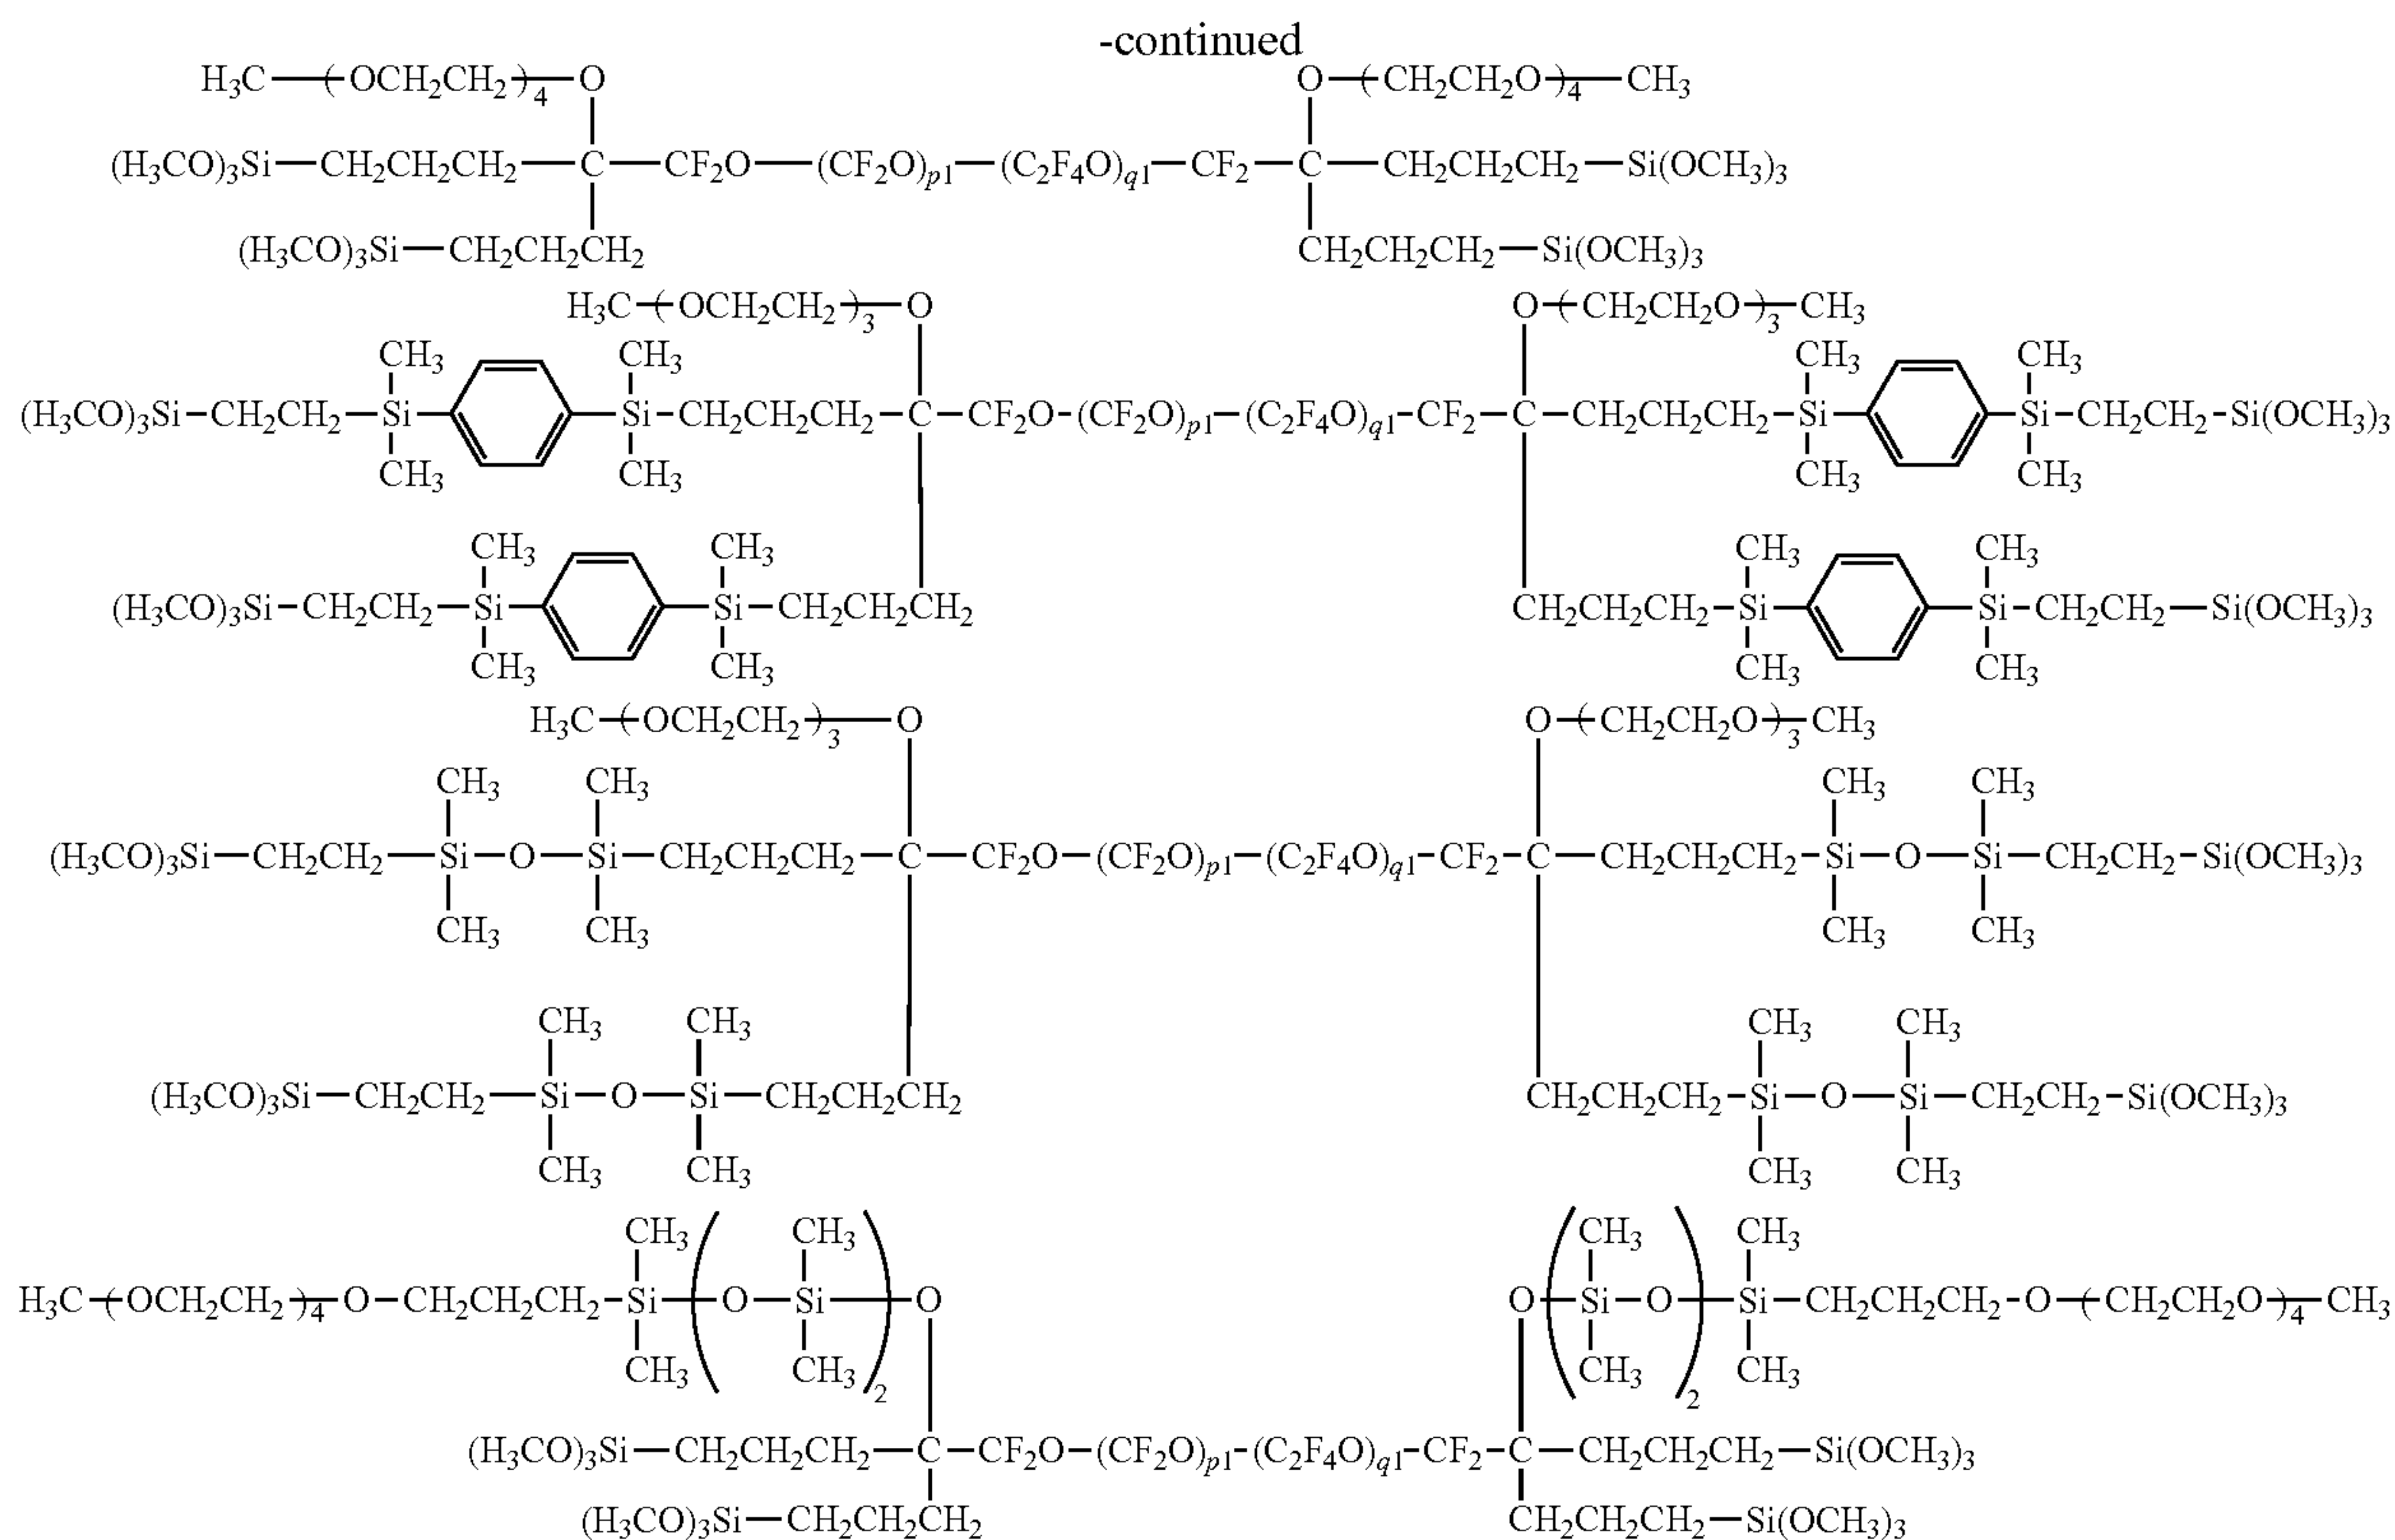 -continued
H₃C—(OCH₂CH₂)₄—O O—(CH₂CH₂O)₄—CH₃
(H₃CO)₃Si—CH₂CH₂CH₂—C—CF₂O—(CF₂O)p1—(C₂F₄O)q1—CF₂—C—CH₂CH₂CH₂—Si(OCH₃)₃
(H₃CO)₃Si—CH₂CH₂CH₂ CH₂CH₂CH₂—Si(OCH₃)₃
H₃C—(OCH₂CH₂)₃—O O—(CH₂CH₂O)₃—CH₃
CH₃ CH₃ CH₃ CH₃
(H₃CO)₃Si—CH₂CH₂—Si Si—CH₂CH₂CH₂—C—CF₂O—(CF₂O)p1—(C₂F₄O)q1—CF₂—C—CH₂CH₂CH₂—Si Si—CH₂CH₂—Si(OCH₃)₃
CH₃ CH₃ CH₃ CH₃
CH₃ CH₃ CH₃ CH₃
(H₃CO)₃Si—CH₂CH₂—Si Si—CH₂CH₂CH₂ CH₂CH₂CH₂—Si Si—CH₂CH₂—Si(OCH₃)₃
CH₃ CH₃ CH₃ CH₃
H₃C—(OCH₂CH₂)₃—O O—(CH₂CH₂O)₃—CH₃
CH₃ CH₃ CH₃ CH₃
(H₃CO)₃Si—CH₂CH₂—Si—O—Si—CH₂CH₂CH₂—C—CF₂O—(CF₂O)p1—(C₂F₄O)q1—CF₂—C—CH₂CH₂CH₂—Si—O—Si—CH₂CH₂—Si(OCH₃)₃
CH₃ CH₃ CH₃ CH₃
CH₃ CH₃ CH₃ CH₃
(H₃CO)₃Si—CH₂CH₂—Si—O—Si—CH₂CH₂CH₂ CH₂CH₂CH₂—Si—O—Si—CH₂CH₂—Si(OCH₃)₃
CH₃ CH₃ CH₃ CH₃
CH₃ CH₃ CH₃ CH₃
H₃C—(OCH₂CH₂)₄—O—CH₂CH₂CH₂—Si(—O—Si—)₂—O O(—Si—O—)₂—Si—CH₂CH₂CH₂—O—(CH₂CH₂O)₄—CH₃
CH₃ CH₃ CH₃ CH₃
(H₃CO)₃Si—CH₂CH₂CH₂—C—CF₂O—(CF₂O)p1—(C₂F₄O)q1—CF₂—C—CH₂CH₂CH₂—Si(OCH₃)₃
(H₃CO)₃Si—CH₂CH₂CH₂ CH₂CH₂CH₂—Si(OCH₃)₃